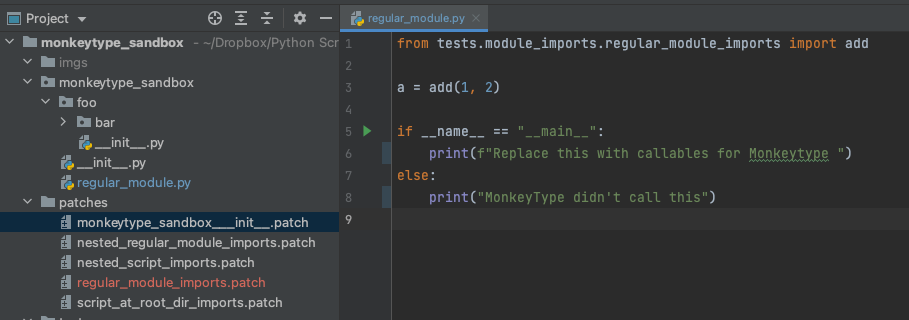 Project
monkeytype_sandbox - ~/Dropbox/Python Scr
imgs
monkeytype_sandbox
foo
bar
__init__.py
__init__.py
regular_module.py
patches
monkeytype_sandbox___init__.patch
nested_regular_module_imports.patch
nested_script_imports.patch
regular_module_imports.patch
script_at_root_dir_imports.patch
regular_module.py
1 from tests.module_imports.regular_module_imports import add
2
3 a = add(1, 2)
4
5 if __name__ == "__main__":
6 print(f"Replace this with callables for Monkeytype ")
7 else:
8 print("MonkeyType didn't call this")
9